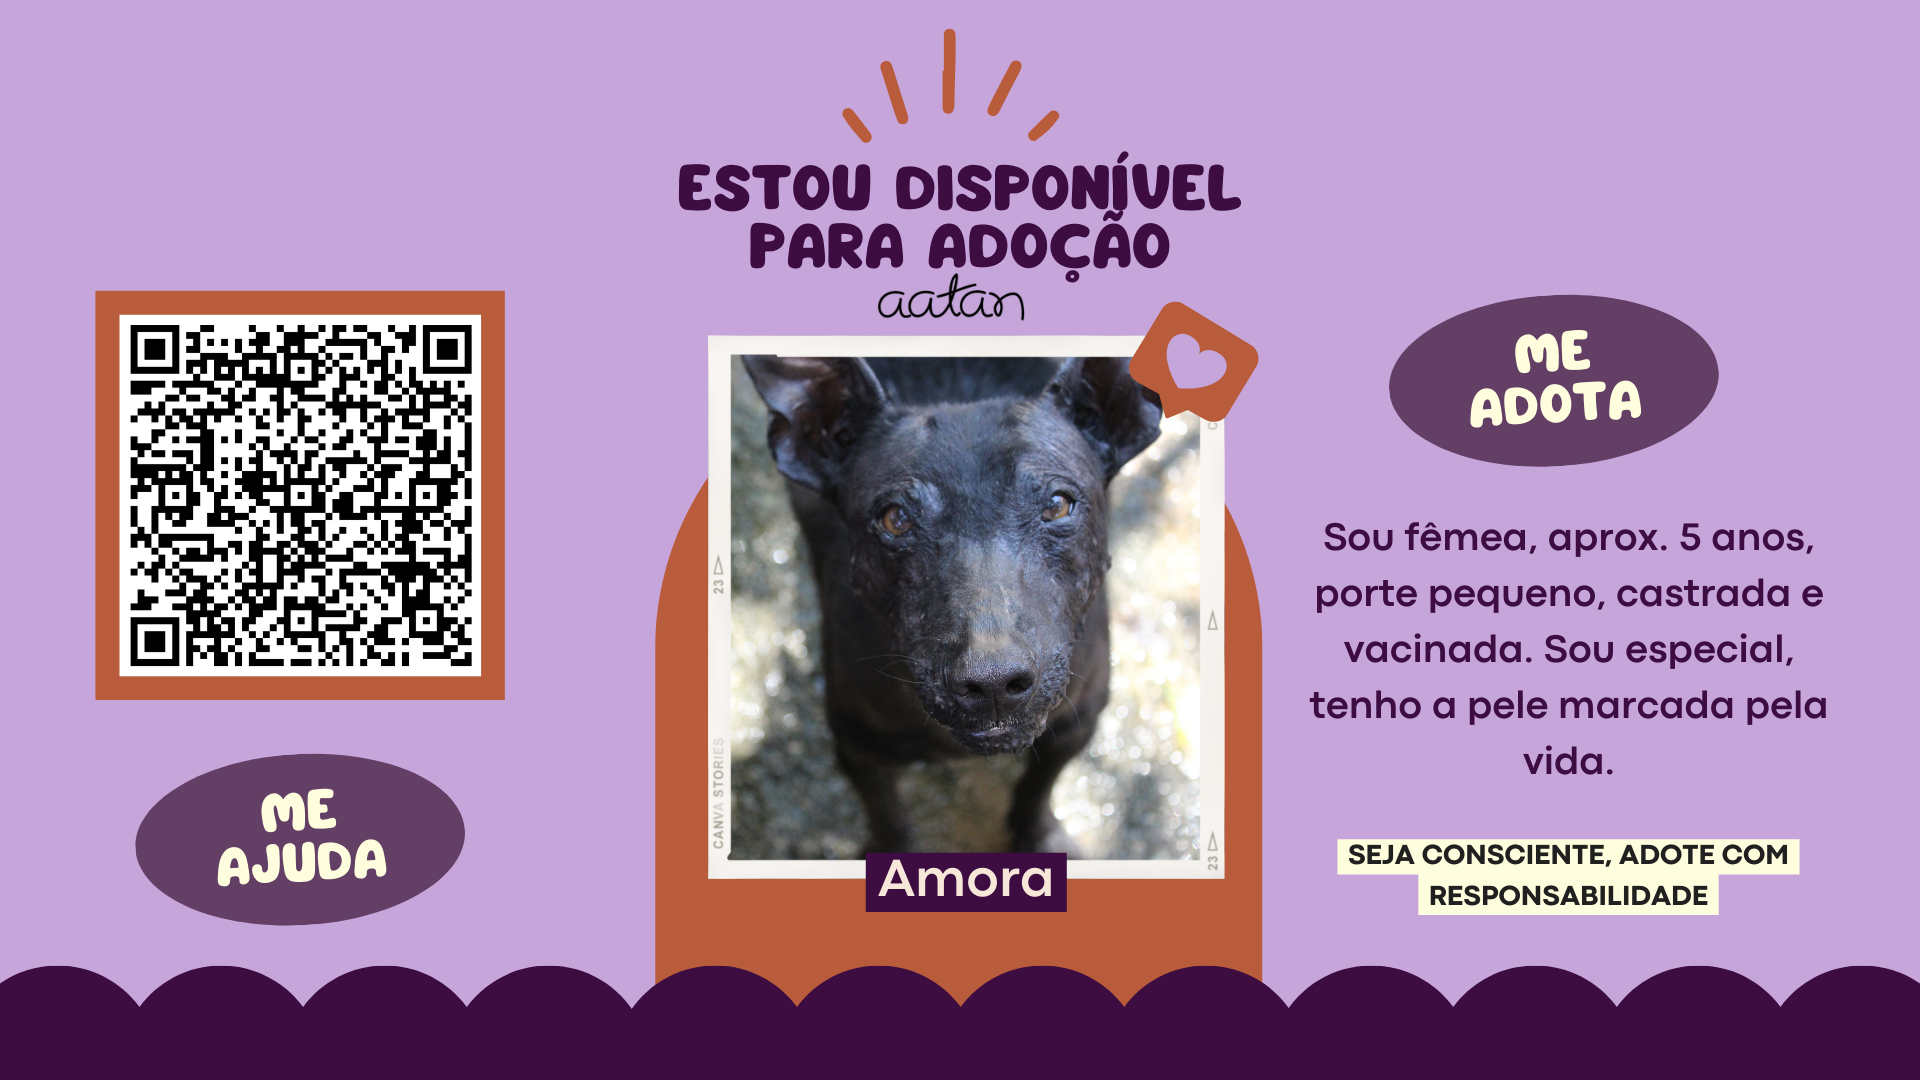 ESTOU DISPONÍVEL
PARA ADOÇÃO
aatan
ME
AJUDA
23
CANVA STORIES
23
Amora
ME
ADOTA
Sou fêmea, aprox. 5 anos,
porte pequeno, castrada e
vacinada. Sou especial,
tenho a pele marcada pela
vida.
SEJA CONSCIENTE, ADOTE COM
RESPONSABILIDADE